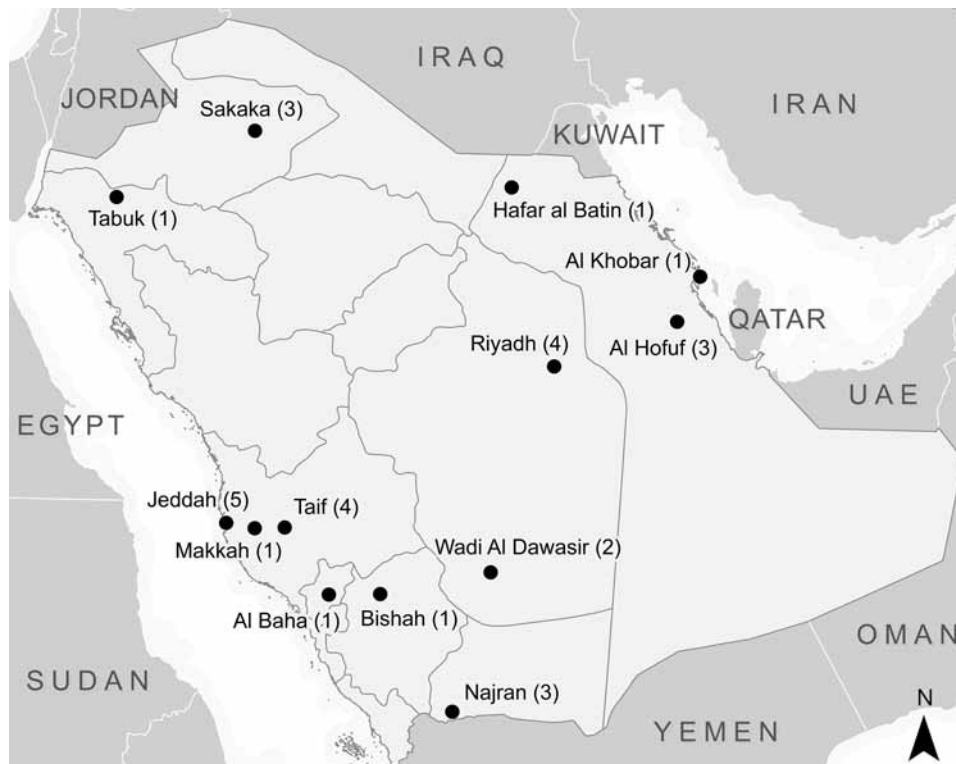 IRAQ
IRAN
JORDAN
Sakaka (3)
KUWAIT
Tabuk (1)
Hafar al Batin (1)
Al Khobar (1)
QATAR
Riyadh (4)
Al Hofuf (3)
UAE
EGYPT
Jeddah (5)
Taif (4)
Makkah (1)
Wadi Al Dawasir (2)
Al Baha (1)
Bishah (1)
OMAN
SUDAN
Najran (3)
N
YEMEN